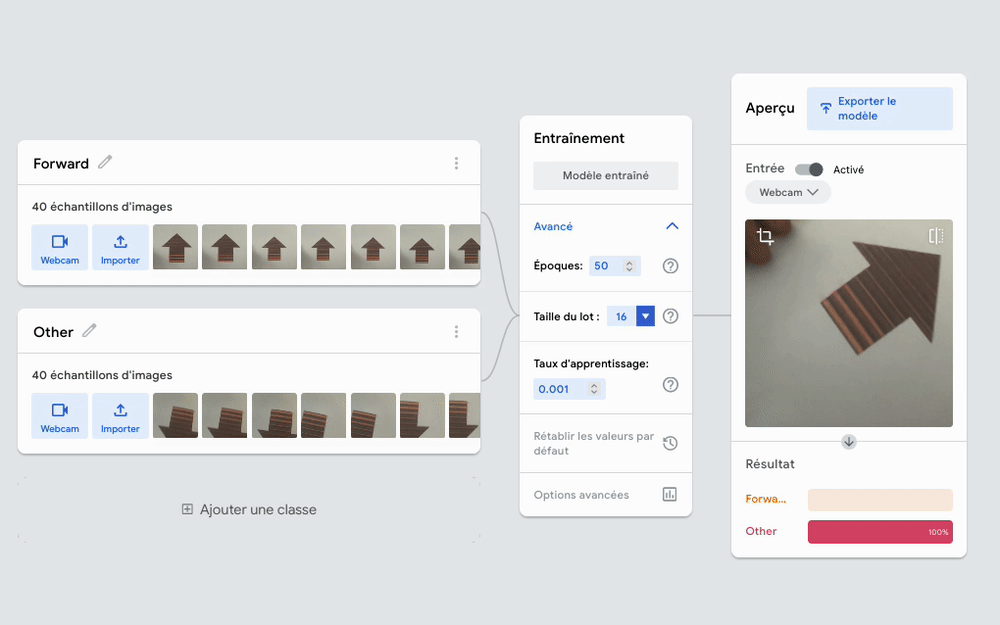 Forward
40 échantillons d'images
Webcam
Importer
Other
40 échantillons d'images
Webcam
Importer
Ajouter une classe
Entraînement
Modèle entraîné
Avancé
Époques: 50
Taille du lot : 16
Taux d'apprentissage:
0.001
Rétablir les valeurs par
défaut
Options avancées
Aperçu
Exporter le
modèle
Entrée Activé
Webcam
Résultat
Forwa...
Other 100%